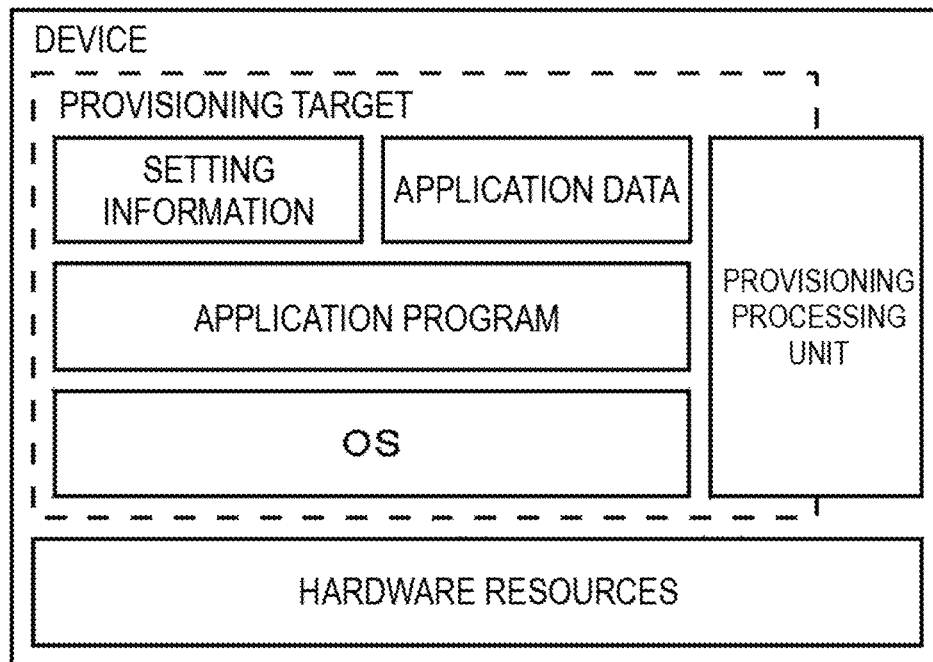 DEVICE
PROVISIONING TARGET
SETTING
INFORMATION
APPLICATION DATA
PROVISIONING
PROCESSING
UNIT
APPLICATION PROGRAM
OS
HARDWARE RESOURCES